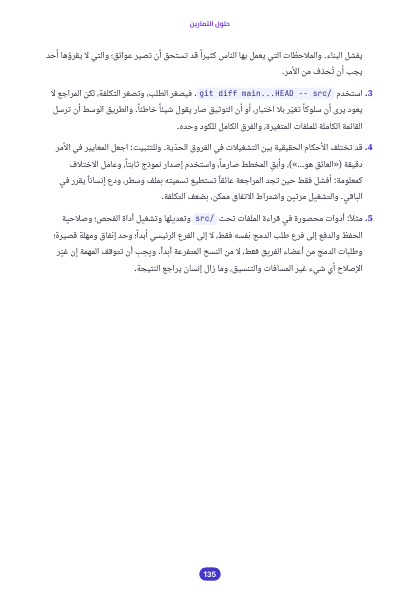 حلول التمارين
يفشل البناء. والملاحظات التي يعمل بها الناس كثيراً قد تستحق أن تصير عوائق؛ والتي لا يقرؤها أحد
يجب أن تُحذف من الأمر.
3. استخدم git diff main...HEAD -- src/ . فيصغر الطلب، وتصغر التكلفة، لكن المراجع لا
يعود يرى أن سلوكاً تغيّر بلا اختبار، أو أن التوثيق صار يقول شيئاً خاطئاً. والطريق الوسط أن ترسل
القائمة الكاملة للملفات المتغيرة، والفرق الكامل للكود وحده.
4. قد تختلف الأحكام الحقيقية بين التشغيلات في الفروق الحدّية. وللتثبيت: اجعل المعايير في الأمر
دقيقة («العائق هو...»)، وأبقِ المخطط صارماً، واستخدم إصدار نموذج ثابتاً، وعامل الاختلاف
كمعلومة: أفشل فقط حين تجد المراجعة عائقاً تستطيع تسميته بملف وسطر، ودع إنساناً يقرر في
الباقي. والتشغيل مرتين واشتراط الاتفاق ممكن، بضعف التكلفة.
5. مثلاً: أدوات محصورة في قراءة الملفات تحت src/ وتعديلها وتشغيل أداة الفحص؛ وصلاحية
الحفظ والدفع إلى فرع طلب الدمج نفسه فقط، لا إلى الفرع الرئيسي أبداً؛ وحد إنفاق ومهلة قصيرة؛
وطلبات الدمج من أعضاء الفريق فقط، لا من النسخ المتفرعة أبداً. ويجب أن تتوقف المهمة إن غيّر
الإصلاح أي شيء غير المسافات والتنسيق، وما زال إنسان يراجع النتيجة.
135